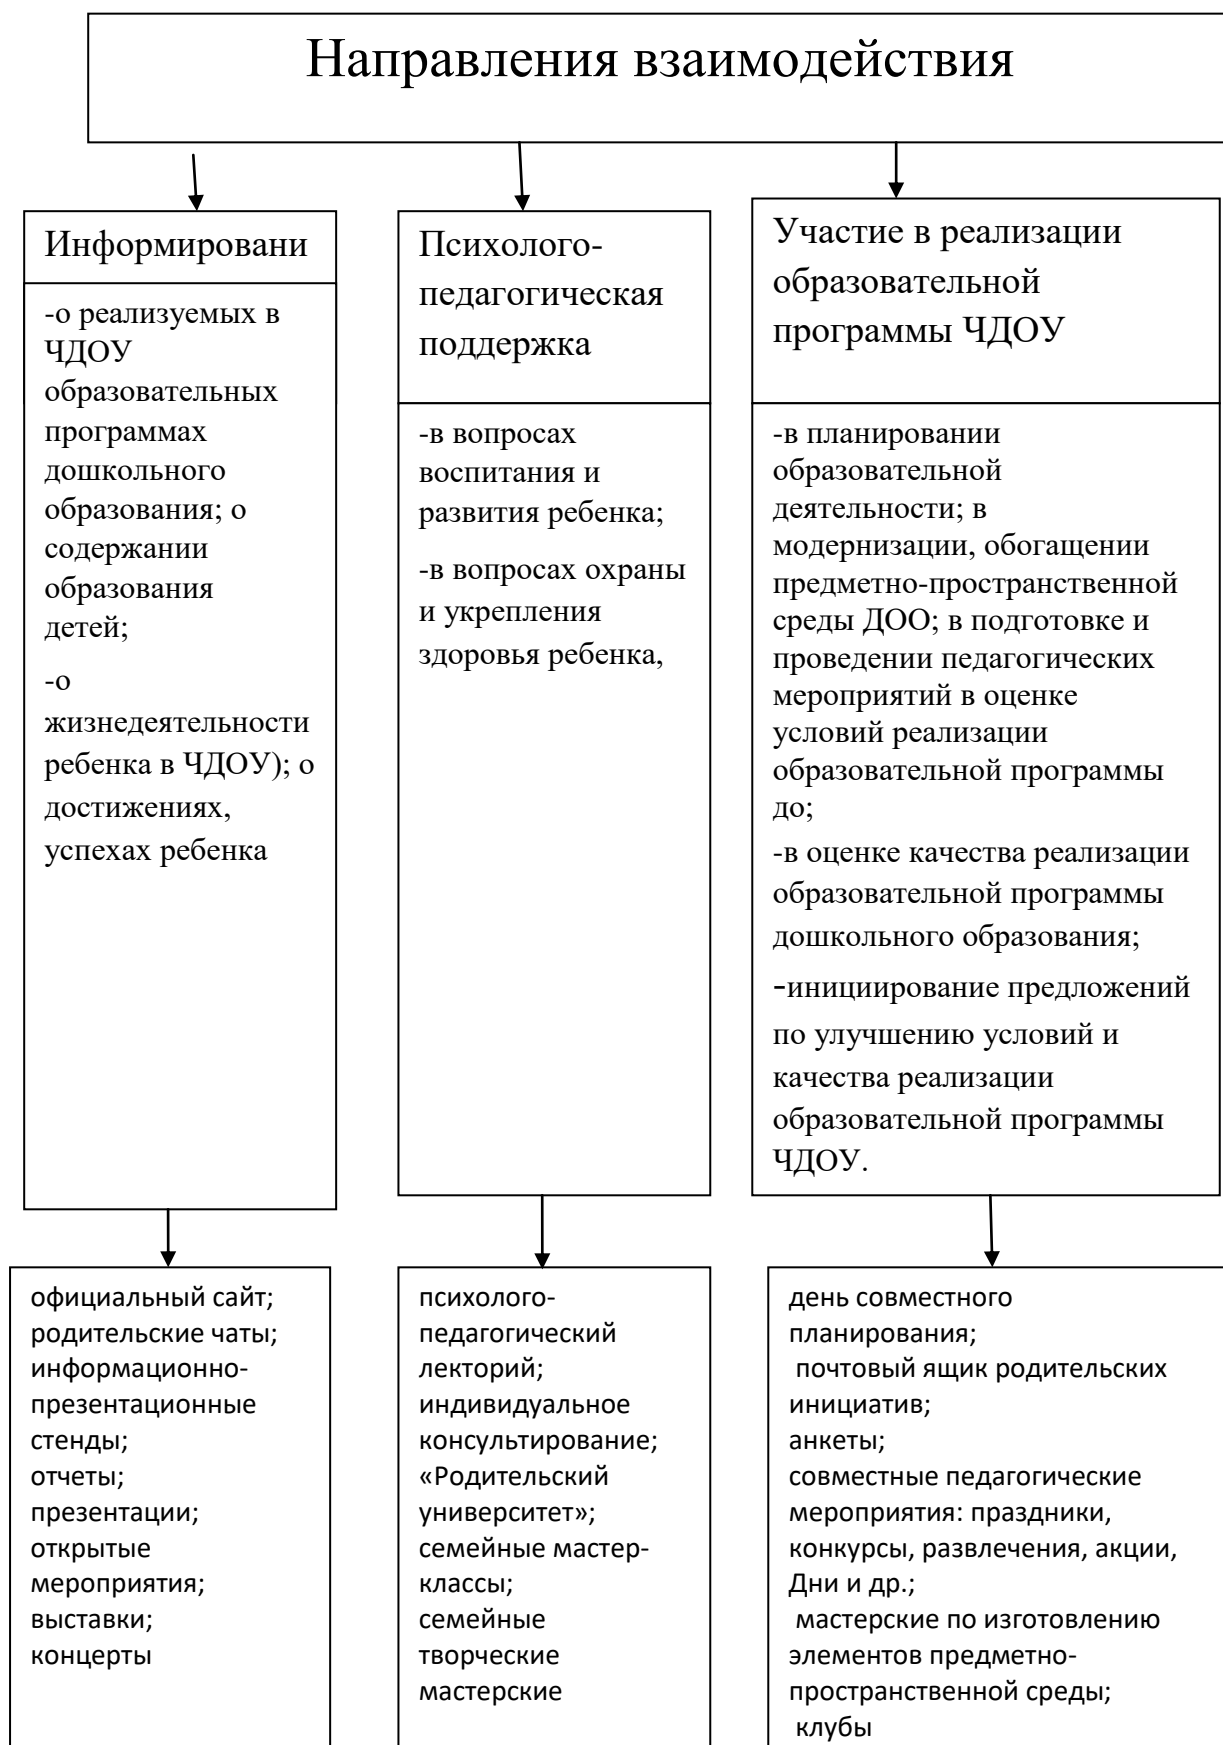 Направления взаимодействия
Информировани
-о реализуемых в
ЧДОУ
образовательных
программах
дошкольного
образования; о
содержании
образования
детей;
-о
жизнедеятельности
ребенка в ЧДОУ); о
достижениях,
успехах ребенка
официальный сайт;
родительские чаты;
информационно-
презентационные
стенды;
отчеты;
презентации;
открытые
мероприятия;
выставки;
концерты
Психолого-
педагогическая
поддержка
-в вопросах
воспитания и
развития ребенка;
-в вопросах охраны
и укрепления
здоровья ребенка,
психолого-
педагогический
лекторий;
индивидуальное
консультирование;
«Родительский
университет»;
семейные мастер-
классы;
семейные
творческие
мастерские
Участие в реализации
образовательной
программы ЧДОУ
-в планировании
образовательной
деятельности; в
модернизации, обогащении
предметно-пространственной
среды ДОО; в подготовке и
проведении педагогических
мероприятий в оценке
условий реализации
образовательной программы
до;
-в оценке качества реализации
образовательной программы
дошкольного образования;
-инициирование предложений
по улучшению условий и
качества реализации
образовательной программы
ЧДОУ.
день совместного
планирования;
почтовый ящик родительских
инициатив;
анкеты;
совместные педагогические
мероприятия: праздники,
конкурсы, развлечения, акции,
Дни и др.;
мастерские по изготовлению
элементов предметно-
пространственной среды;
клубы